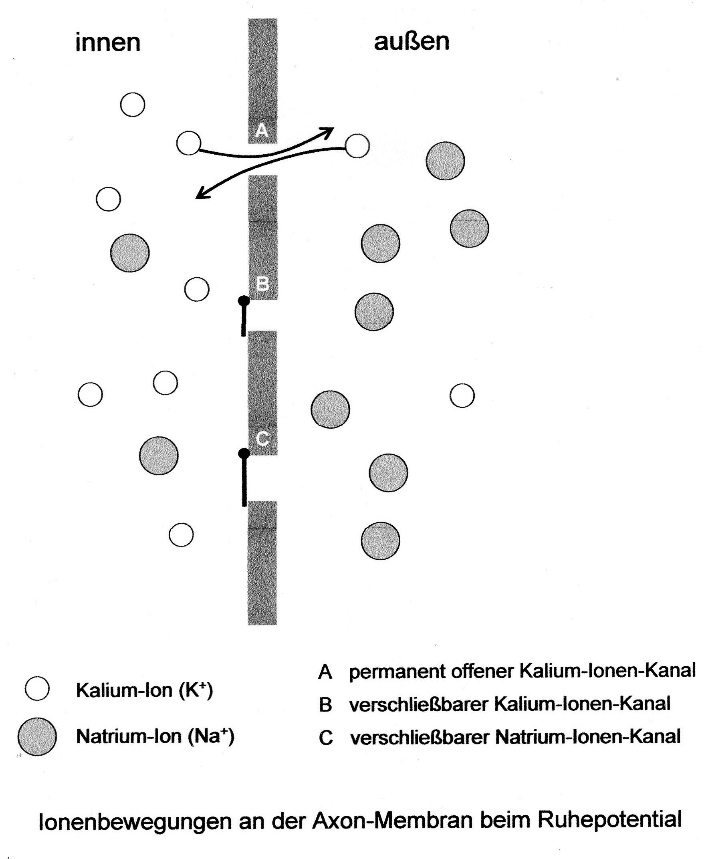 innen außen
A
B
C
Kalium-Ion (K⁺)
Natrium-Ion (Na⁺)
A permanent offener Kalium-Ionen-Kanal
B verschließbarer Kalium-Ionen-Kanal
C verschließbarer Natrium-Ionen-Kanal
Ionenbewegungen an der Axon-Membran beim Ruhepotential